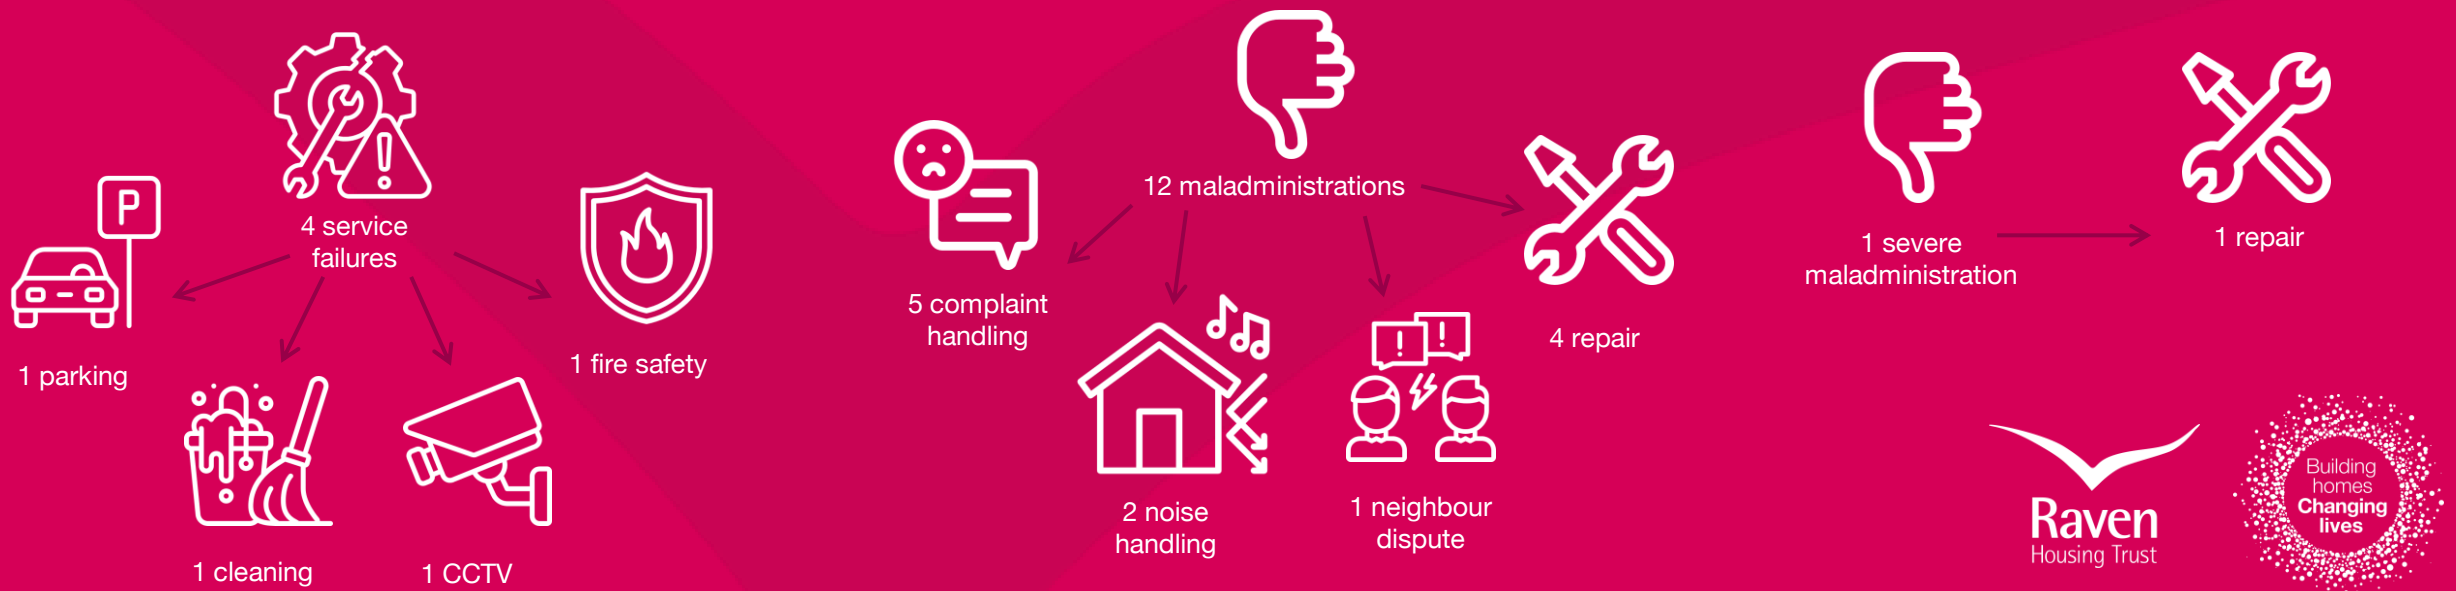 P
4 service
failures
1 parking
1 cleaning
1 CCTV
1 fire safety
12 maladministrations
5 complaint
handling
2 noise
handling
1 neighbour
dispute
4 repair
1 severe
maladministration
1 repair
Raven
Housing Trust
Building
homes
Changing
lives